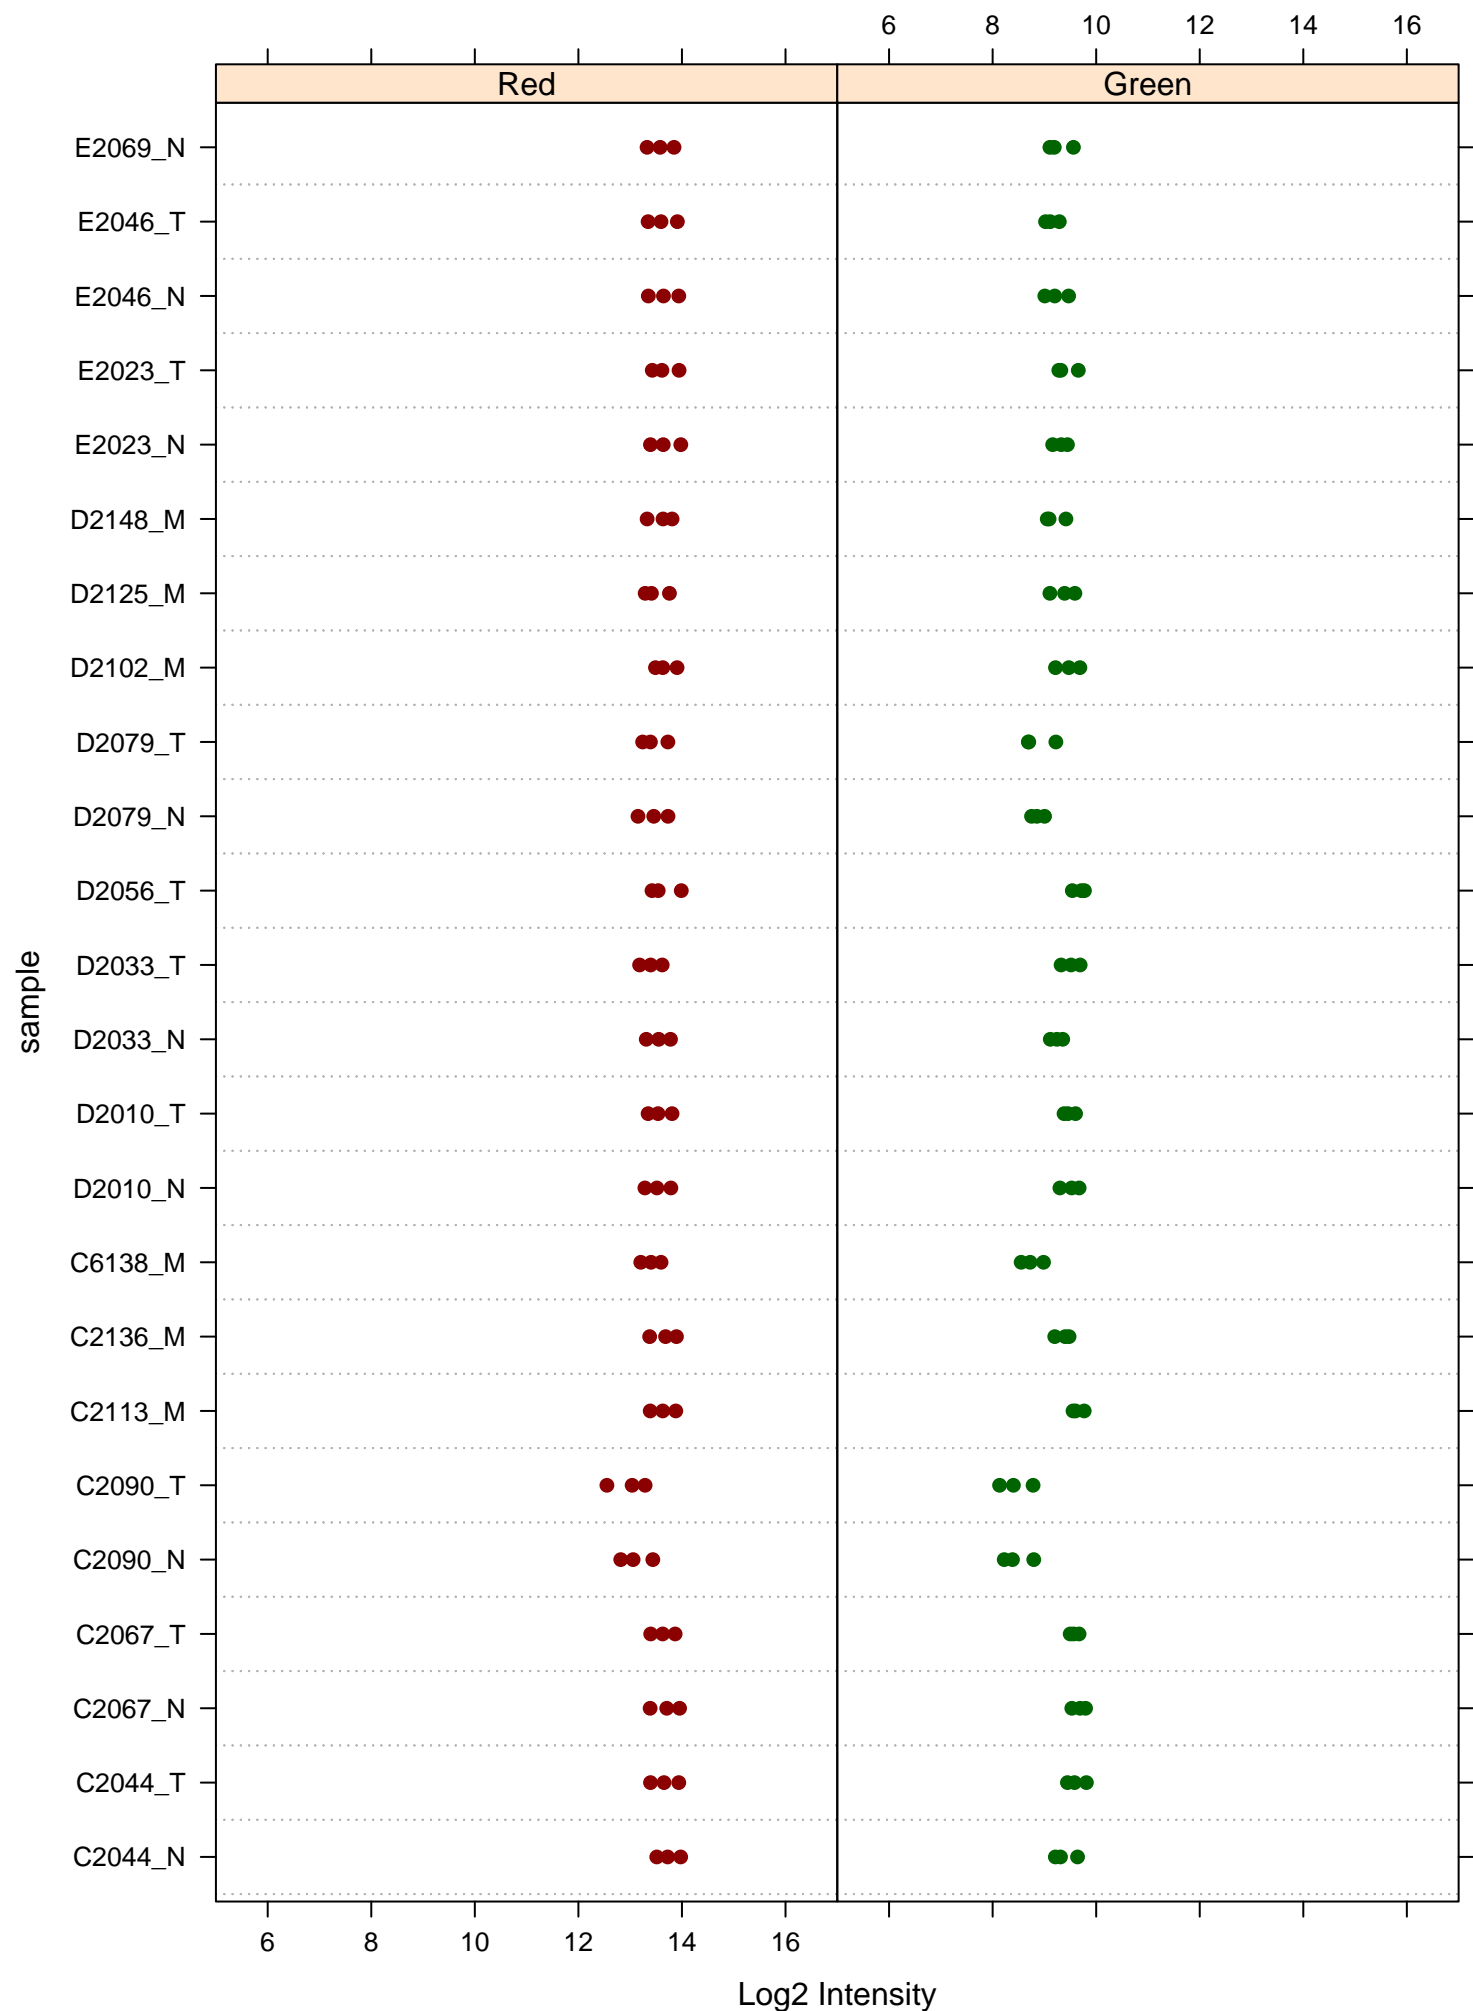 6 8 10 12 14 16
Red Green
E2069_N
E2046_T
E2046_N
E2023_T
E2023_N
D2148_M
D2125_M
D2102_M
D2079_T
D2079_N
D2056_T
D2033_T
D2033_N
D2010_T
D2010_N
C6138_M
C2136_M
C2113_M
C2090_T
C2090_N
C2067_T
C2067_N
C2044_T
C2044_N
sample
6 8 10 12 14 16
Log2 Intensity